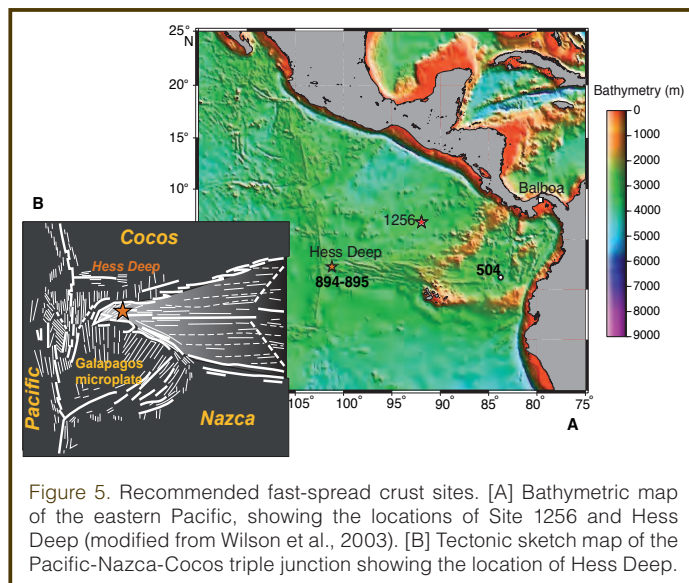 25°
N
20°
15°
10°
105°
100°
95°
90°
85°
80°
75°
A
Balboa
1256
Hess Deep
894-895
504
Bathymetry (m)
0
1000
2000
3000
4000
5000
6000
7000
8000
9000
B
Cocos
Hess Deep
Galapagos
microplate
Pacific
Nazca
Figure 5. Recommended fast-spread crust sites. [A] Bathymetric map
of the eastern Pacific, showing the locations of Site 1256 and Hess
Deep (modified from Wilson et al., 2003). [B] Tectonic sketch map of the
Pacific-Nazca-Cocos triple junction showing the location of Hess Deep.